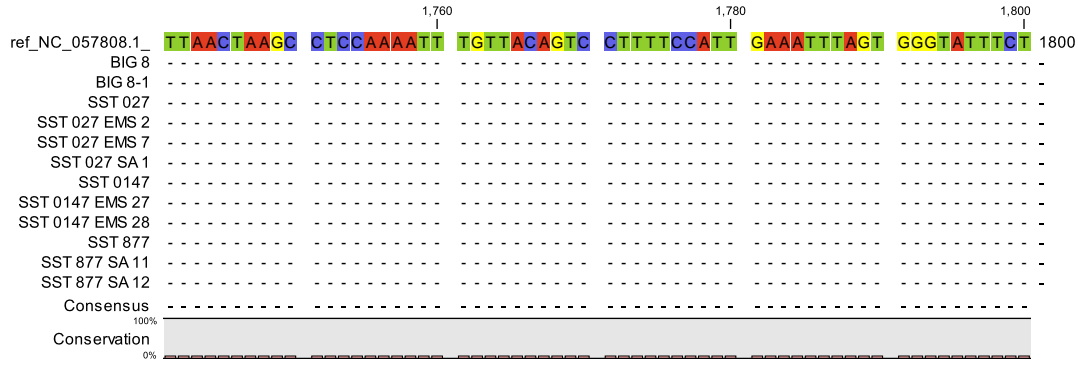 1,760 1,780 1,800
ref_NC_057808.1_ TTAACTAAGC CTCCAAAATT TGTTACAGTC CTTTTCCATT GAAATTTAGT GGGTATTTCT 1800
BIG 8 - - - - - - - - - - - - - - - - - - - - - - - - - - - - - - - - - - - - - - - - - - - - - - - - - - - - - - - - - - - - -
BIG 8-1 - - - - - - - - - - - - - - - - - - - - - - - - - - - - - - - - - - - - - - - - - - - - - - - - - - - - - - - - - - - - -
SST 027 - - - - - - - - - - - - - - - - - - - - - - - - - - - - - - - - - - - - - - - - - - - - - - - - - - - - - - - - - - - - -
SST 027 EMS 2 - - - - - - - - - - - - - - - - - - - - - - - - - - - - - - - - - - - - - - - - - - - - - - - - - - - - - - - - - - - - -
SST 027 EMS 7 - - - - - - - - - - - - - - - - - - - - - - - - - - - - - - - - - - - - - - - - - - - - - - - - - - - - - - - - - - - - -
SST 027 SA 1 - - - - - - - - - - - - - - - - - - - - - - - - - - - - - - - - - - - - - - - - - - - - - - - - - - - - - - - - - - - - -
SST 0147 - - - - - - - - - - - - - - - - - - - - - - - - - - - - - - - - - - - - - - - - - - - - - - - - - - - - - - - - - - - - -
SST 0147 EMS 27 - - - - - - - - - - - - - - - - - - - - - - - - - - - - - - - - - - - - - - - - - - - - - - - - - - - - - - - - - - - - -
SST 0147 EMS 28 - - - - - - - - - - - - - - - - - - - - - - - - - - - - - - - - - - - - - - - - - - - - - - - - - - - - - - - - - - - - -
SST 877 - - - - - - - - - - - - - - - - - - - - - - - - - - - - - - - - - - - - - - - - - - - - - - - - - - - - - - - - - - - - -
SST 877 SA 11 - - - - - - - - - - - - - - - - - - - - - - - - - - - - - - - - - - - - - - - - - - - - - - - - - - - - - - - - - - - - -
SST 877 SA 12 - - - - - - - - - - - - - - - - - - - - - - - - - - - - - - - - - - - - - - - - - - - - - - - - - - - - - - - - - - - - -
Consensus - - - - - - - - - - - - - - - - - - - - - - - - - - - - - - - - - - - - - - - - - - - - - - - - - - - - - - - - - - - -
100%
Conservation
0%